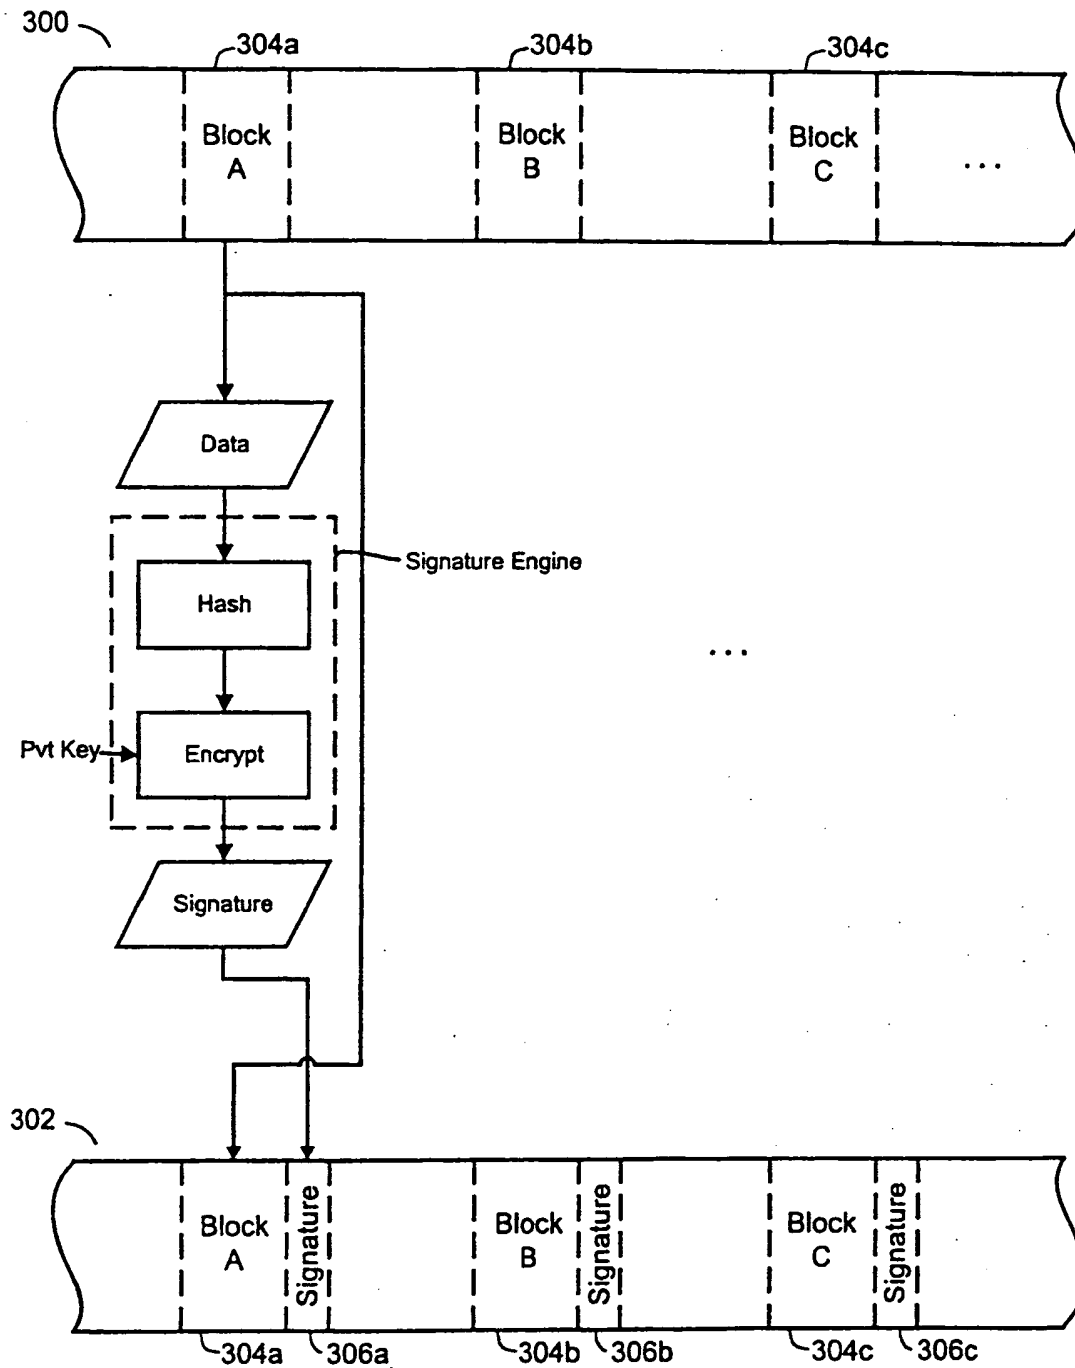 300
304a
304b
304c
Block
A
Block
B
Block
C
...
Data
Signature Engine
Hash
...
Pvt Key
Encrypt
Signature
302
Block
A
Signature
Block
B
Signature
Block
C
Signature
304a
306a
304b
306b
304c
306c